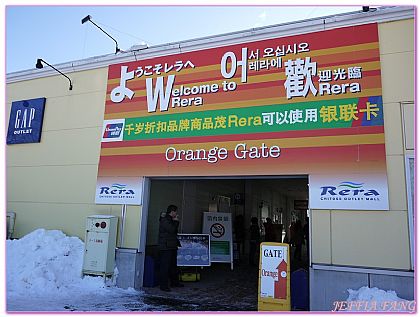 ようこそレラへ
Welcome to
Rera
어서 오십시오
레라에
歡迎光臨
Rera
GAP
OUTLET
UnionPay
千岁折扣品牌商品茂Rera可以使用银联卡
Orange Gate
Rera
CHITOSE OUTLET MALL
Rera
CHITOSE OUTLET MALL
GATE
Orange
JEFFIA FANG